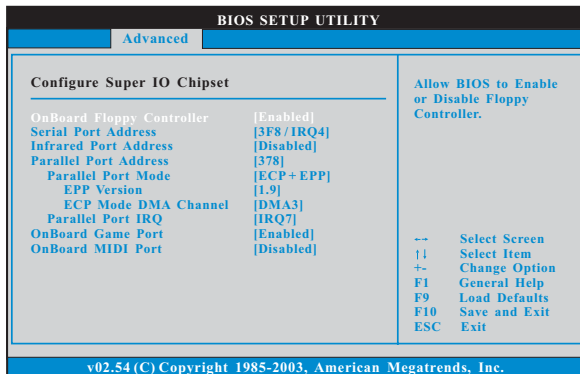 BIOS SETUP UTILITY
Advanced
Configure Super IO Chipset
OnBoard Floppy Controller [Enabled]
Serial Port Address [3F8 / IRQ4]
Infrared Port Address [Disabled]
Parallel Port Address [378]
Parallel Port Mode [ECP + EPP]
EPP Version [1.9]
ECP Mode DMA Channel [DMA3]
Parallel Port IRQ [IRQ7]
OnBoard Game Port [Enabled]
OnBoard MIDI Port [Disabled]
Allow BIOS to Enable
or Disable Floppy
Controller.
←→ Select Screen
↑↓ Select Item
+- Change Option
F1 General Help
F9 Load Defaults
F10 Save and Exit
ESC Exit
v02.54 (C) Copyright 1985-2003, American Megatrends, Inc.